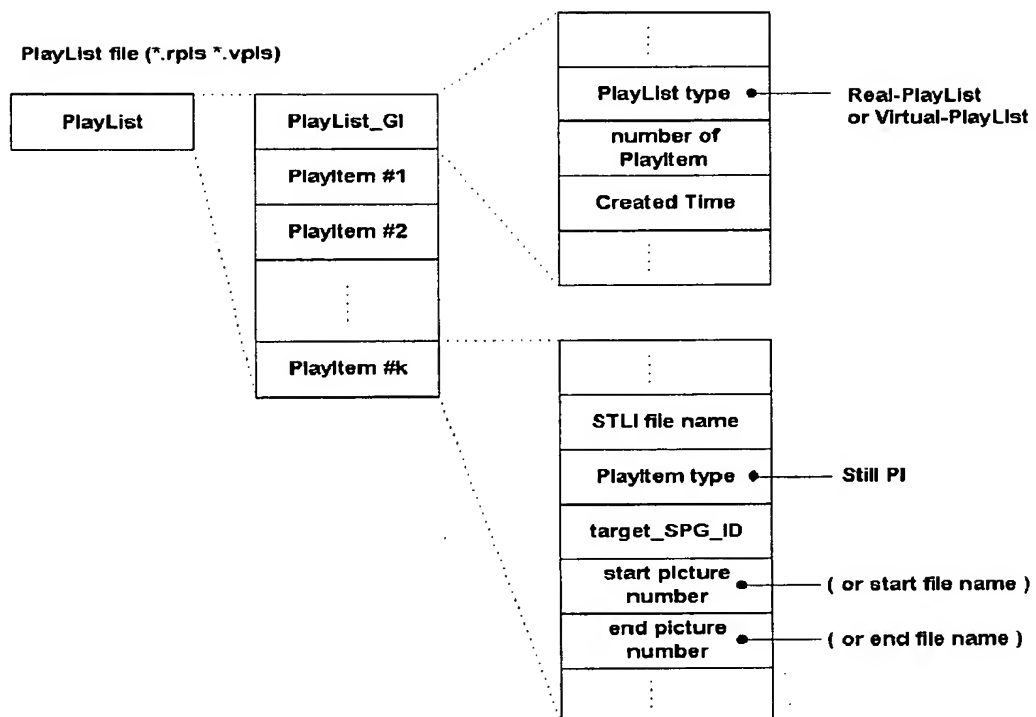 PlayList file (*.rpls *.vpls)
PlayList
PlayList_GI
PlayItem #1
PlayItem #2
PlayItem #k
PlayList type
Real-PlayList
or Virtual-PlayList
number of
PlayItem
Created Time
STLI file name
PlayItem type
Still PI
target_SPG_ID
start picture
number
( or start file name )
end picture
number
( or end file name )